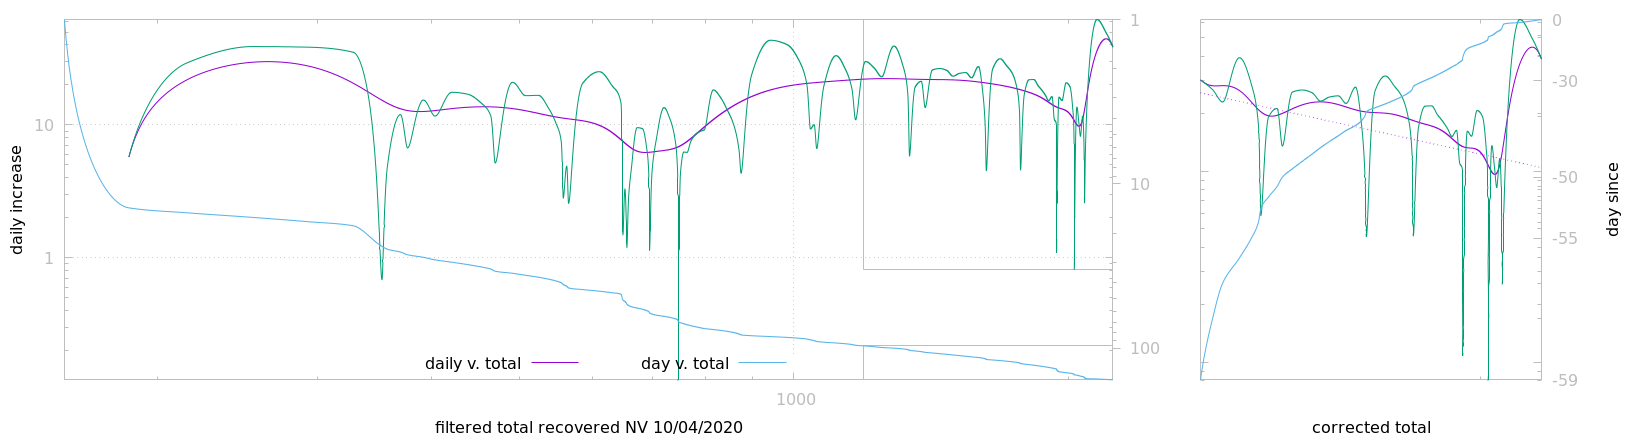 daily increase
10
1
daily v. total
day v. total
1000
filtered total recovered NV 10/04/2020
1
10
100
0
-30
-50
-55
-59
day since
corrected total